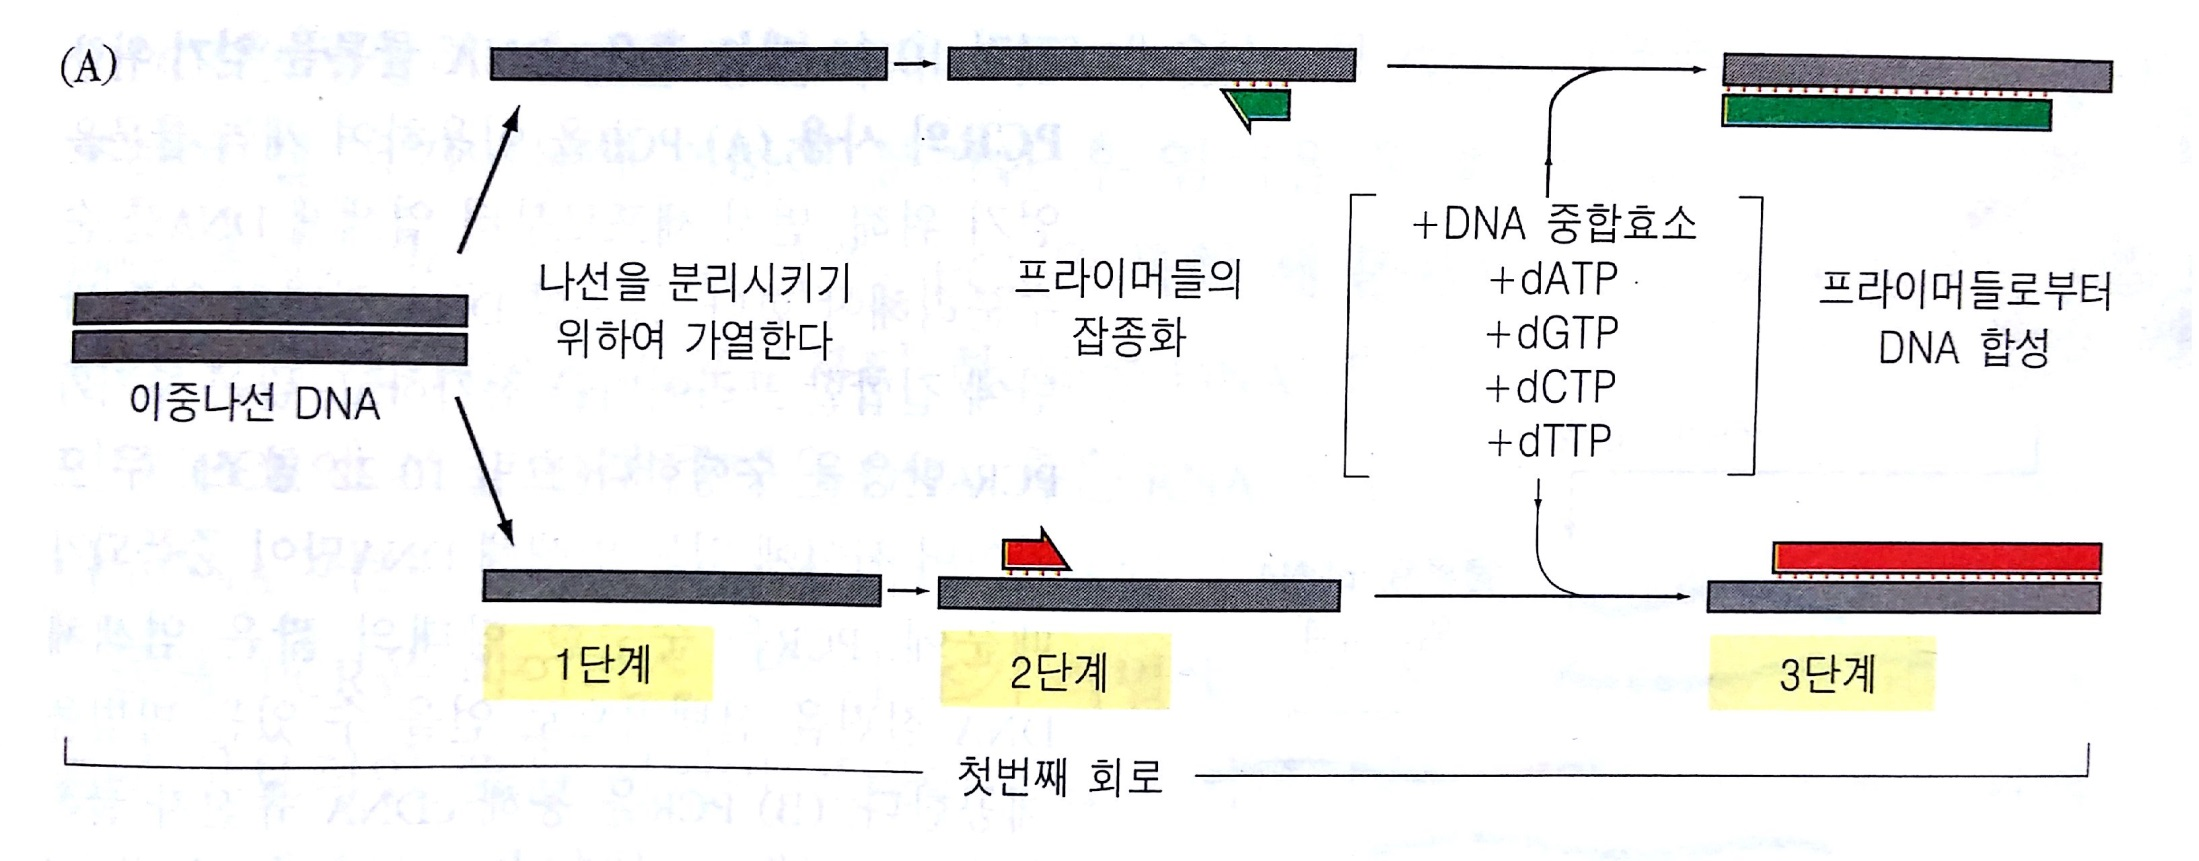 (A)
이중나선 DNA
나선을 분리시키기
위하여 가열한다
프라이머들의
잡종화
+DNA 중합효소
+dATP
+dGTP
+dCTP
+dTTP
프라이머들로부터
DNA 합성
1단계
2단계
3단계
첫번째 회로